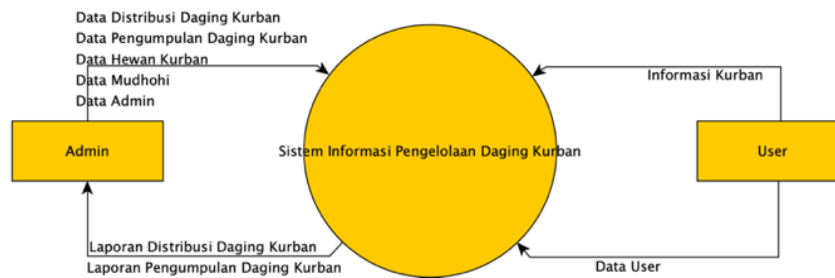 Data Distribusi Daging Kurban
Data Pengumpulan Daging Kurban
Data Hewan Kurban
Data Mudhohi
Data Admin
Informasi Kurban
Admin
Sistem Informasi Pengelolaan Daging Kurban
User
Laporan Distribusi Daging Kurban
Laporan Pengumpulan Daging Kurban
Data User